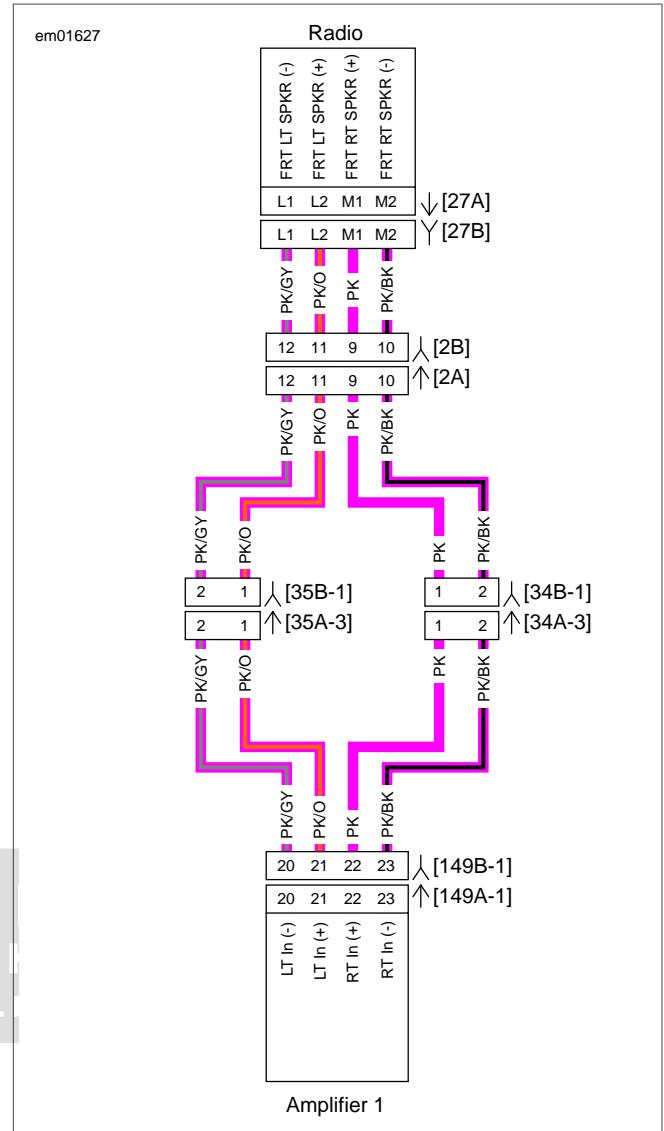 em01627
Radio
FRT LT SPKR (-)
FRT LT SPKR (+)
FRT RT SPKR (+)
FRT RT SPKR (-)
L1 L2 M1 M2 [27A]
L1 L2 M1 M2 [27B]
PK/GY PK/O PK PK/BK
12 11 9 10 [2B]
12 11 9 10 [2A]
PK/GY PK/O PK PK/BK
PK/GY PK/O PK PK/BK
2 1 [35B-1] 1 2 [34B-1]
2 1 [35A-3] 1 2 [34A-3]
PK/GY PK/O PK PK/BK
PK/GY PK/O PK PK/BK
20 21 22 23 [149B-1]
20 21 22 23 [149A-1]
LT In (-)
LT In (+)
RT In (+)
RT In (-)
Amplifier 1